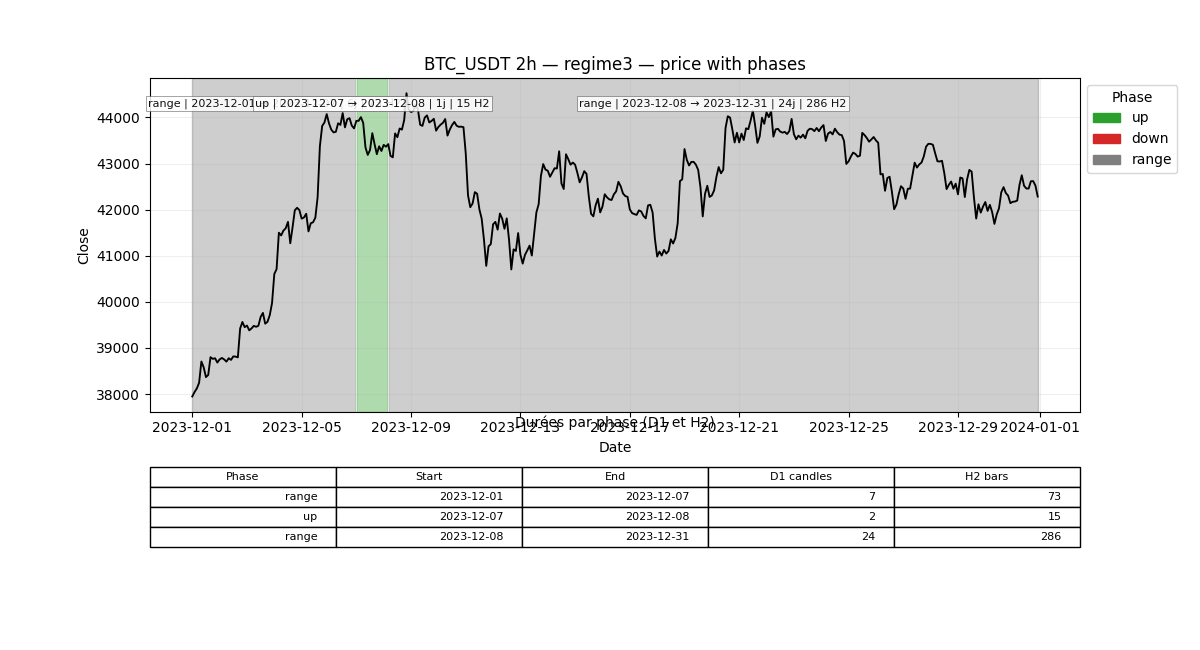 BTC_USDT 2h — regime3 — price with phases
range | 2023-12-01
up | 2023-12-07 → 2023-12-08 | 1j | 15 H2
range | 2023-12-08 → 2023-12-31 | 24j | 286 H2
Phase
up
down
range
Close
44000
43000
42000
41000
40000
39000
38000
2023-12-01 2023-12-05 2023-12-09 2023-12-13 2023-12-17 2023-12-21 2023-12-25 2023-12-29 2024-01-01
Durées par phase (D1 et H2)
Date
Phase Start End D1 candles H2 bars
range 2023-12-01 2023-12-07 7 73
up 2023-12-07 2023-12-08 2 15
range 2023-12-08 2023-12-31 24 286